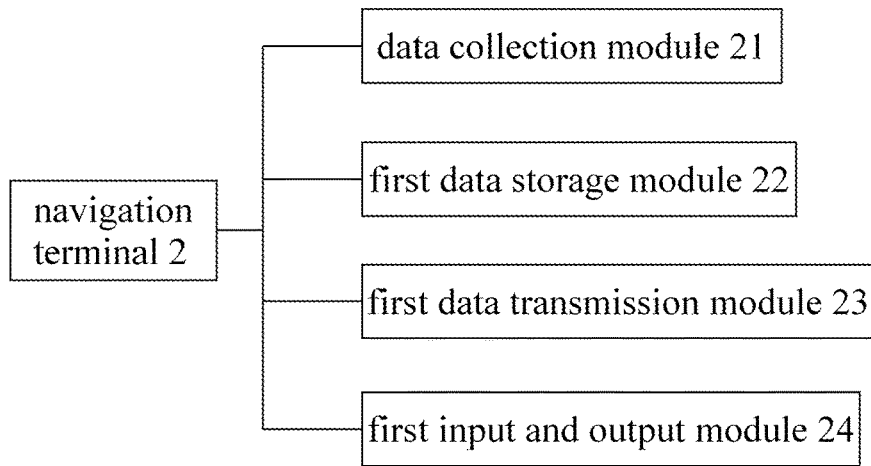 data collection module 21
first data storage module 22
navigation
terminal 2
first data transmission module 23
first input and output module 24